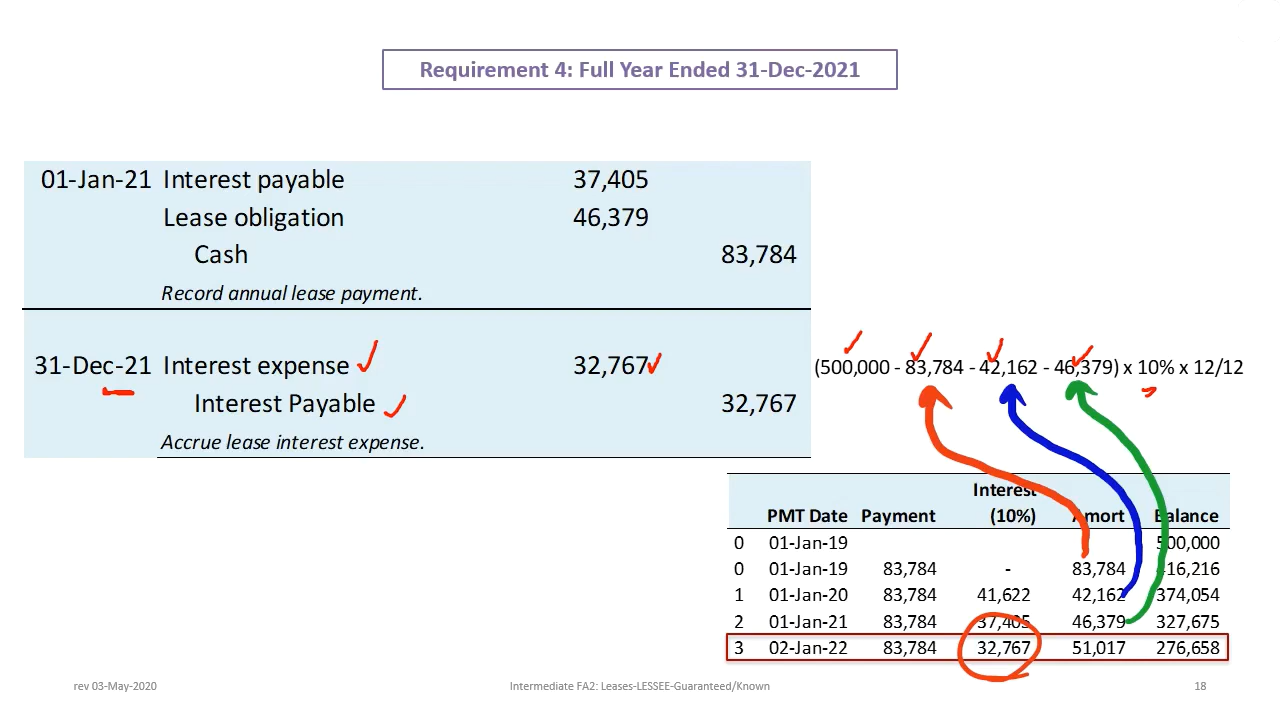 Requirement 4: Full Year Ended 31-Dec-2021
01-Jan-21 Interest payable 37,405
Lease obligation 46,379
Cash 83,784
Record annual lease payment.
31-Dec-21 Interest expense 32,767 (500,000 - 83,784 - 42,162 - 46,379) x 10% x 12/12
Interest Payable 32,767
Accrue lease interest expense.
Interest
PMT Date Payment (10%) Amort Balance
0 01-Jan-19 500,000
0 01-Jan-19 83,784 - 83,784 416,216
1 01-Jan-20 83,784 41,622 42,162 374,054
2 01-Jan-21 83,784 37,405 46,379 327,675
3 02-Jan-22 83,784 32,767 51,017 276,658
rev 03-May-2020 Intermediate FA2: Leases-LESSEE-Guaranteed/Known 18